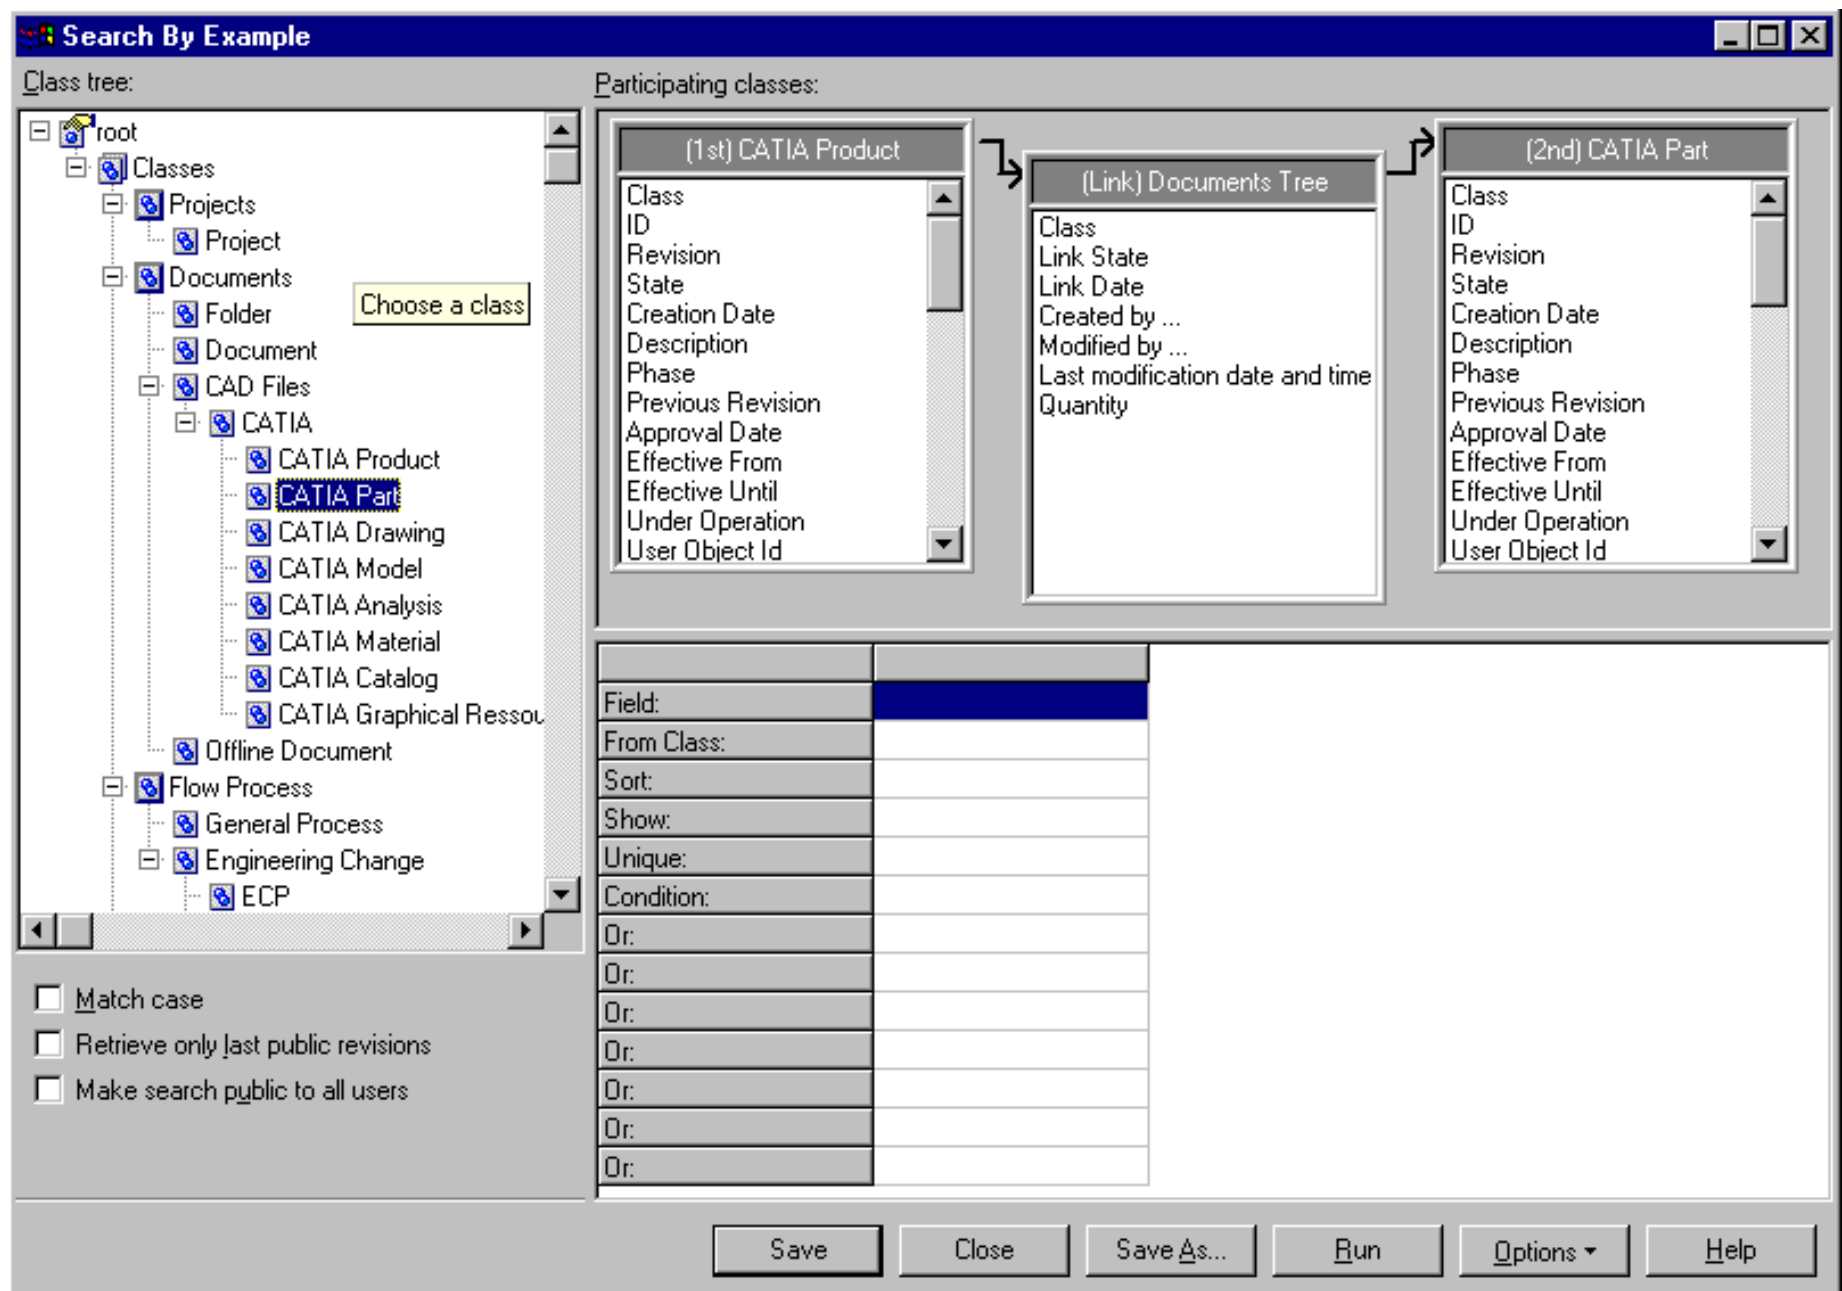 Search By Example
Class tree:
root
Classes
Projects
Project
Documents
Choose a class
Folder
Document
CAD Files
CATIA
CATIA Product
CATIA Part
CATIA Drawing
CATIA Model
CATIA Analysis
CATIA Material
CATIA Catalog
CATIA Graphical Ressou
Offline Document
Flow Process
General Process
Engineering Change
ECP
Match case
Retrieve only last public revisions
Make search public to all users
Participating classes:
(1st) CATIA Product
Class
ID
Revision
State
Creation Date
Description
Phase
Previous Revision
Approval Date
Effective From
Effective Until
Under Operation
User Object Id
(Link) Documents Tree
Class
Link State
Link Date
Created by ...
Modified by ...
Last modification date and time
Quantity
(2nd) CATIA Part
Class
ID
Revision
State
Creation Date
Description
Phase
Previous Revision
Approval Date
Effective From
Effective Until
Under Operation
User Object Id
Field:
From Class:
Sort:
Show:
Unique:
Condition:
Or:
Or:
Or:
Or:
Or:
Or:
Or:
Save
Close
Save As...
Run
Options
Help